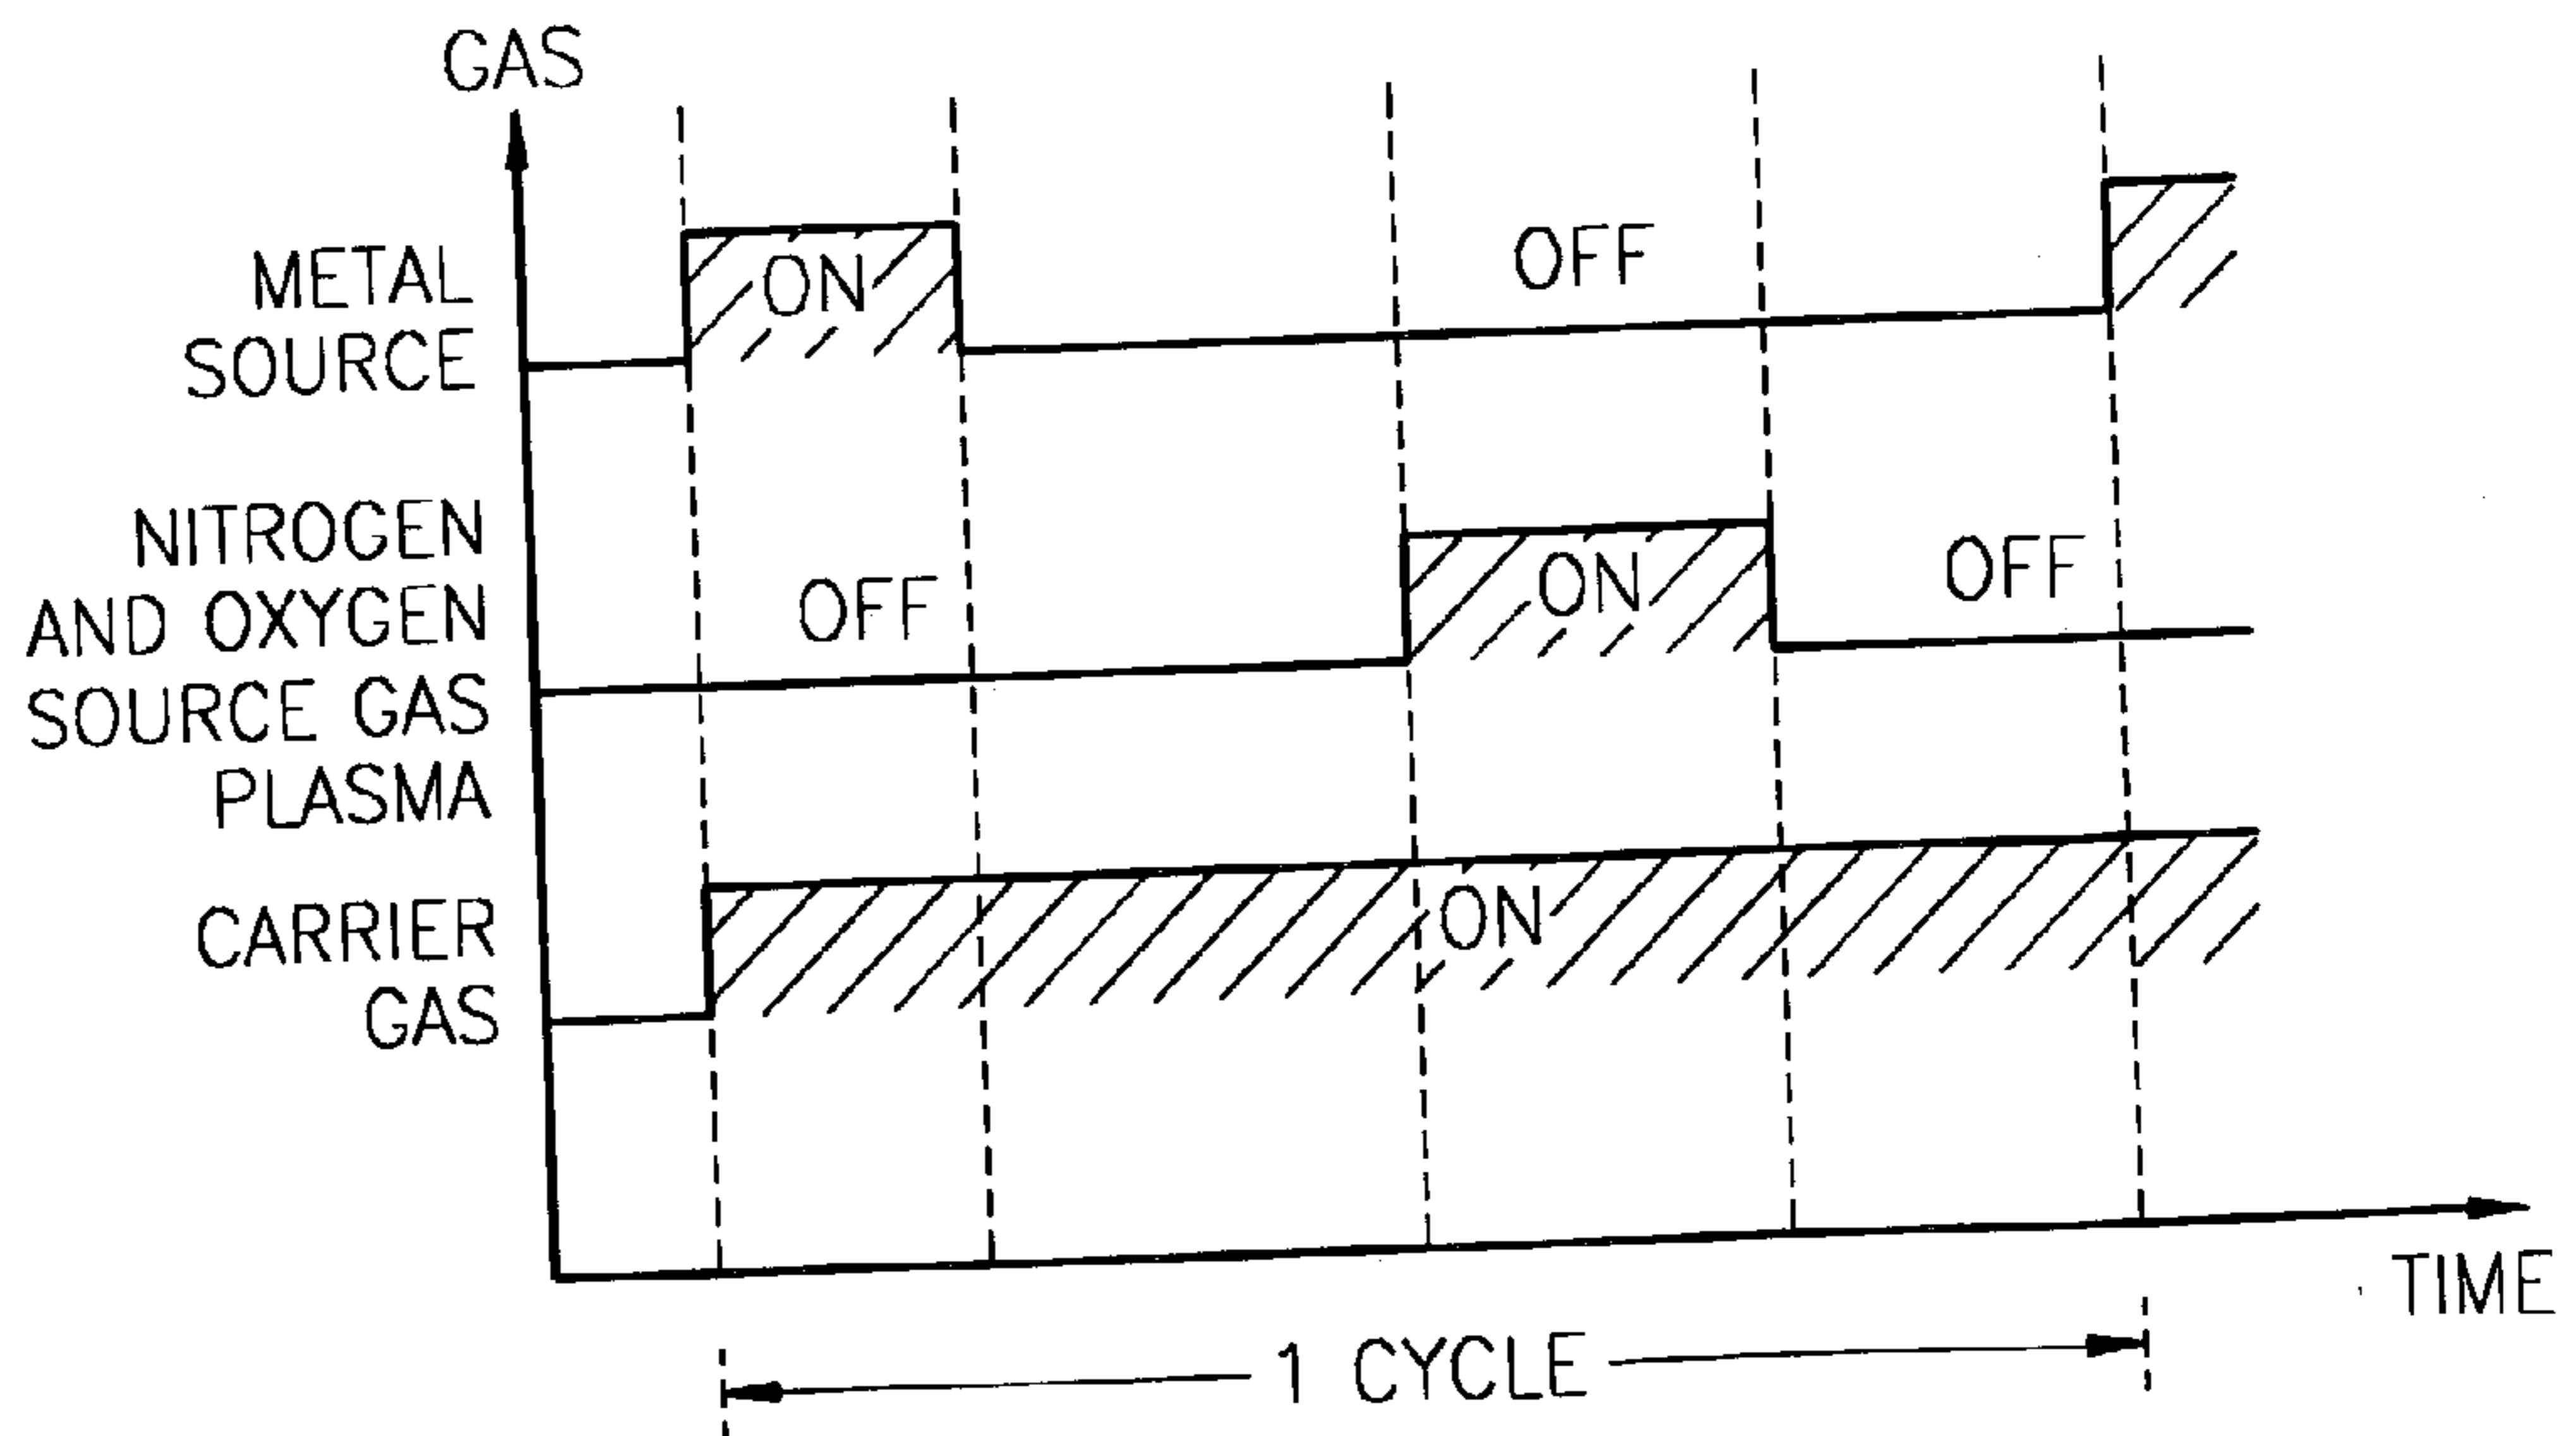 GAS
METAL
SOURCE
ON
OFF
NITROGEN
AND OXYGEN
SOURCE GAS
PLASMA
OFF
ON
OFF
CARRIER
GAS
ON
TIME
1 CYCLE